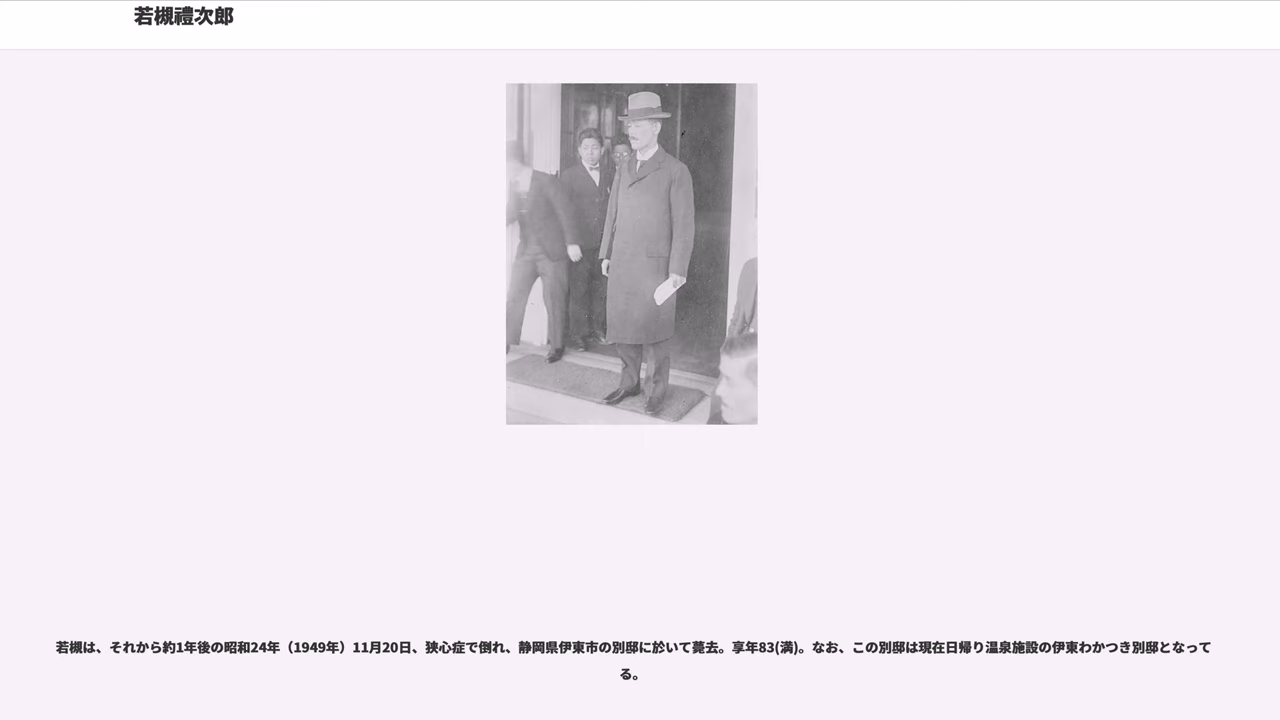 若槻禮次郎
若槻は、それから約1年後の昭和24年（1949年）11月20日、狭心症で倒れ、静岡県伊東市の別邸に於いて薨去。享年83(満)。なお、この別邸は現在日帰り温泉施設の伊東わかつき別邸となって
る。